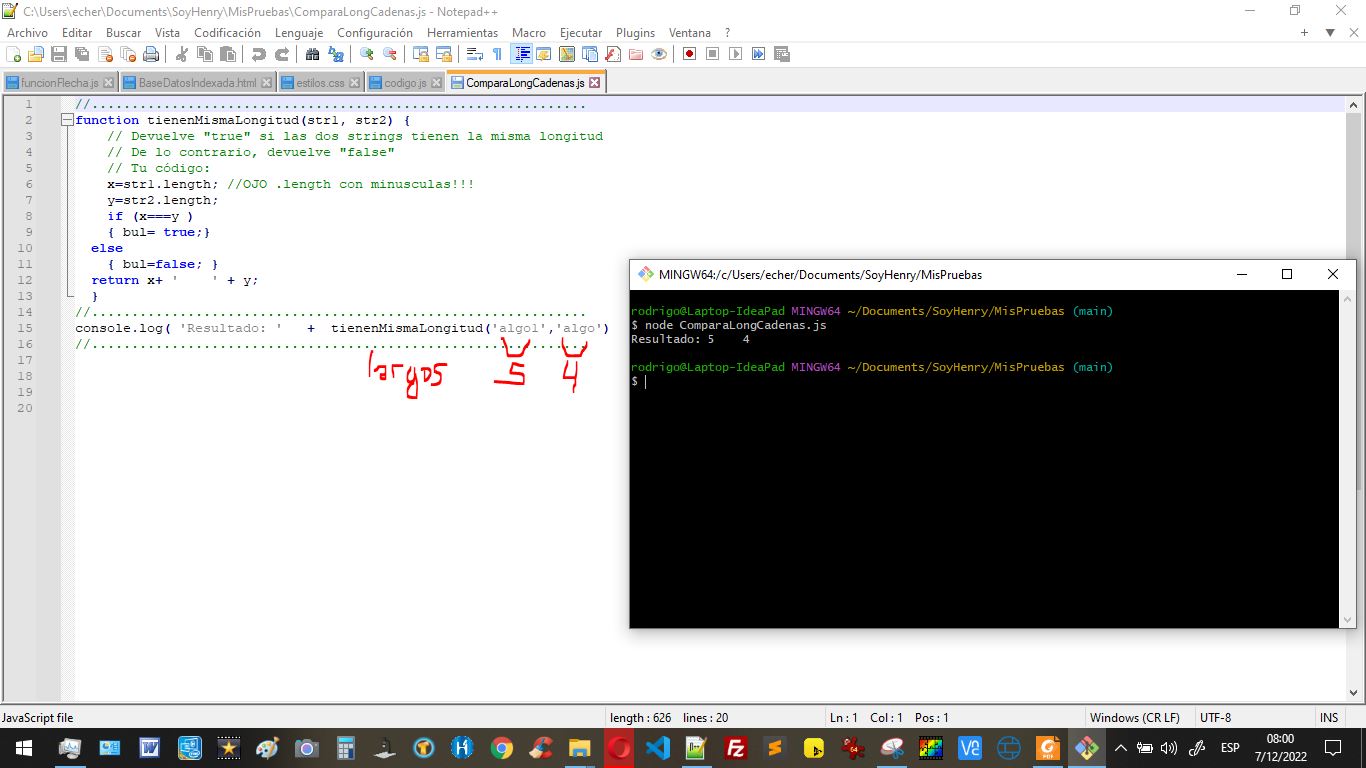 C:\Users\echer\Documents\SoyHenry\MisPruebas\ComparaLongCadenas.js - Notepad++
Archivo Editar Buscar Vista Codificación Lenguaje Configuración Herramientas Macro Ejecutar Plugins Ventana ?
funcionFlecha.js BaseDatosIndexada.html estilos.css codigo.js ComparaLongCadenas.js
1 //..............................................................
2 function tienenMismaLongitud(str1, str2) {
3 // Devuelve "true" si las dos strings tienen la misma longitud
4 // De lo contrario, devuelve "false"
5 // Tu código:
6 x=str1.length; //OJO .length con minusculas!!!
7 y=str2.length;
8 if (x===y )
9 { bul= true;}
10 else
11 { bul=false; }
12 return x+ '    ' + y;
13 }
14 //..............................................................
15 console.log( 'Resultado: '   +  tienenMismaLongitud('algo1','algo')
16 //..............................................................
17
18
19
20
largos 5 4
MINGW64:/c/Users/echer/Documents/SoyHenry/MisPruebas
rodrigo@Laptop-IdeaPad MINGW64 ~/Documents/SoyHenry/MisPruebas (main)
$ node ComparaLongCadenas.js
Resultado: 5    4
rodrigo@Laptop-IdeaPad MINGW64 ~/Documents/SoyHenry/MisPruebas (main)
$
JavaScript file length : 626 lines : 20 Ln : 1 Col : 1 Pos : 1 Windows (CR LF) UTF-8 INS
ESP 08:00
7/12/2022